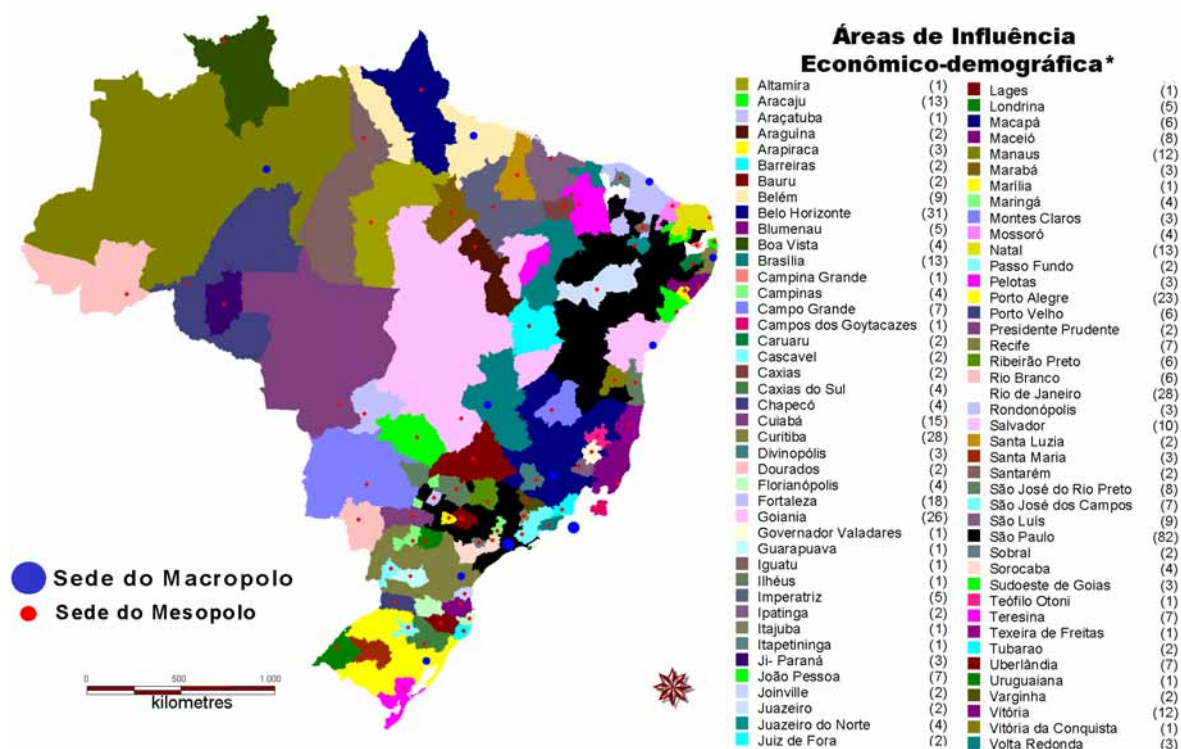 Áreas de Influência
Econômico-demográfica*
Altamira (1)
Aracaju (13)
Araçatuba (1)
Araguína (2)
Arapiraca (3)
Barreiras (2)
Bauru (2)
Belém (9)
Belo Horizonte (31)
Blumenau (5)
Boa Vista (4)
Brasília (13)
Campina Grande (1)
Campinas (4)
Campo Grande (7)
Campos dos Goytacazes (1)
Caruaru (2)
Cascavel (2)
Caxias (2)
Caxias do Sul (4)
Chapecó (4)
Cuiabá (15)
Curitiba (28)
Divinopólis (3)
Dourados (2)
Florianópolis (4)
Fortaleza (18)
Goiania (26)
Governador Valadares (1)
Guarapuava (1)
Iguatu (1)
Ilhéus (1)
Imperatriz (5)
Ipatinga (2)
Itajuba (1)
Itapetininga (1)
Ji- Paraná (3)
João Pessoa (7)
Joinville (2)
Juazeiro (2)
Juazeiro do Norte (4)
Juiz de Fora (2)
Lages (1)
Londrina (5)
Macapá (6)
Maceió (8)
Manaus (12)
Marabá (3)
Marília (1)
Maringá (4)
Montes Claros (3)
Mossoró (4)
Natal (13)
Passo Fundo (2)
Pelotas (3)
Porto Alegre (23)
Porto Velho (6)
Presidente Prudente (2)
Recife (7)
Ribeirão Preto (6)
Rio Branco (6)
Rio de Janeiro (28)
Rondonópolis (3)
Salvador (10)
Santa Luzia (2)
Santa Maria (3)
Santarém (2)
São José do Rio Preto (8)
São José dos Campos (7)
São Luís (9)
São Paulo (82)
Sobral (2)
Sorocaba (4)
Sudoeste de Goias (3)
Teófilo Otoni (1)
Teresina (7)
Texeira de Freitas (1)
Tubarao (2)
Uberlândia (7)
Uruguaiana (1)
Varginha (2)
Vitória (12)
Vitória da Conquista (1)
Volta Redonda (3)
Sede do Macropolo
Sede do Mesopolo
0 500 1 000
kilometres